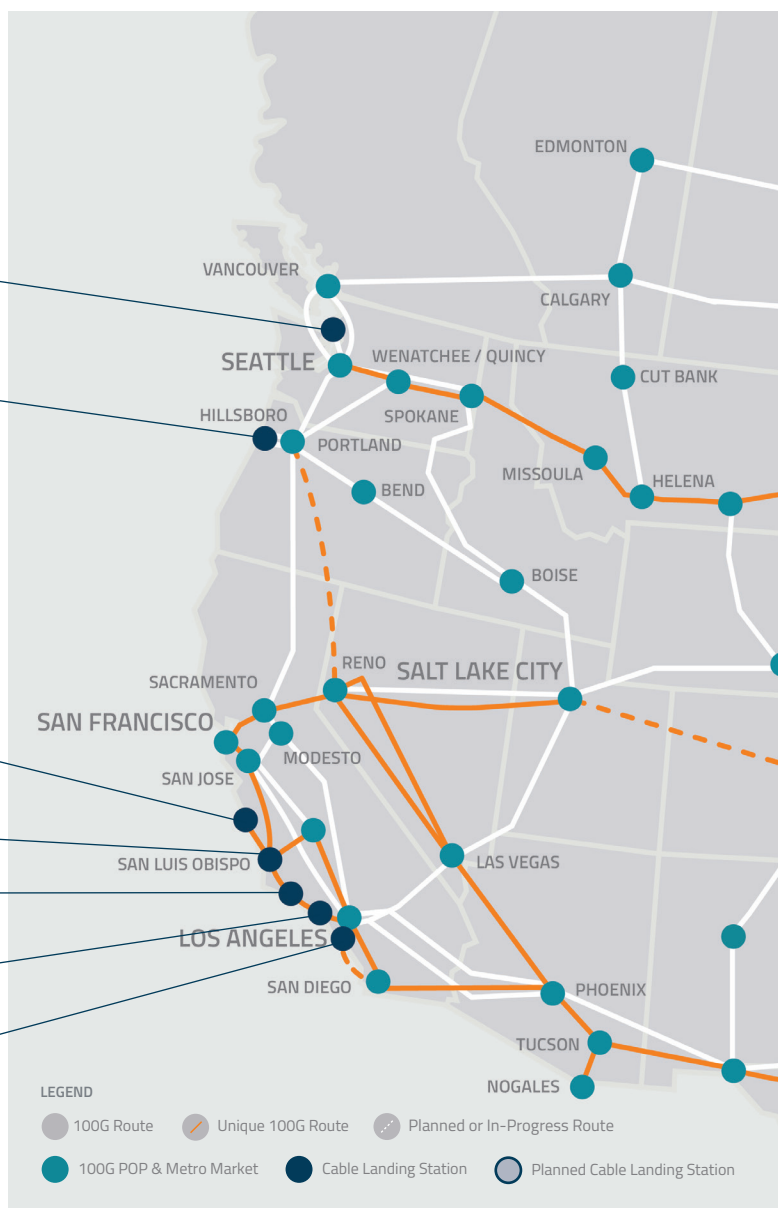 EDMONTON
VANCOUVER
CALGARY
SEATTLE
WENATCHEE / QUINCY
CUT BANK
HILLSBORO
SPOKANE
PORTLAND
MISSOULA
HELENA
BEND
BOISE
RENO
SALT LAKE CITY
SACRAMENTO
SAN FRANCISCO
MODESTO
SAN JOSE
SAN LUIS OBISPO
LAS VEGAS
LOS ANGELES
SAN DIEGO
PHOENIX
TUCSON
NOGALES
LEGEND
100G Route
Unique 100G Route
Planned or In-Progress Route
100G POP & Metro Market
Cable Landing Station
Planned Cable Landing Station